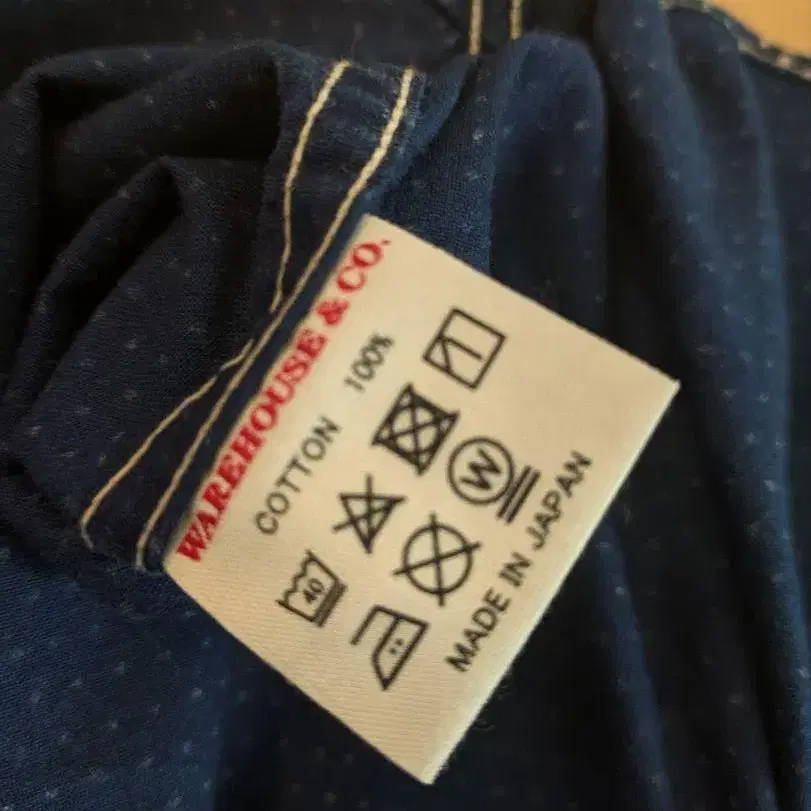 WAREHOUSE & CO.
COTTON 100%
40
W
MADE IN JAPAN